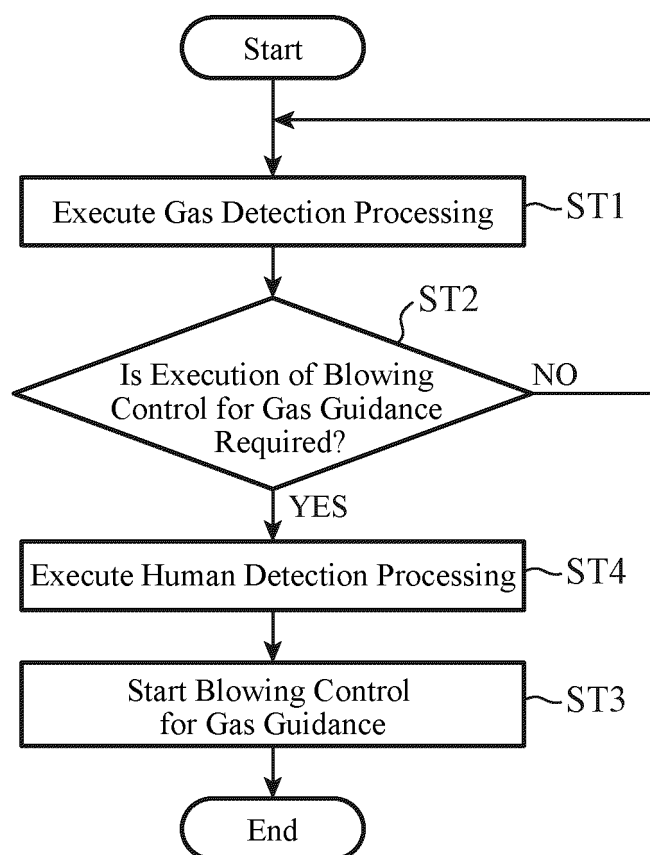 Start
Execute Gas Detection Processing
ST1
ST2
Is Execution of Blowing
Control for Gas Guidance
Required?
NO
YES
Execute Human Detection Processing
ST4
Start Blowing Control
for Gas Guidance
ST3
End